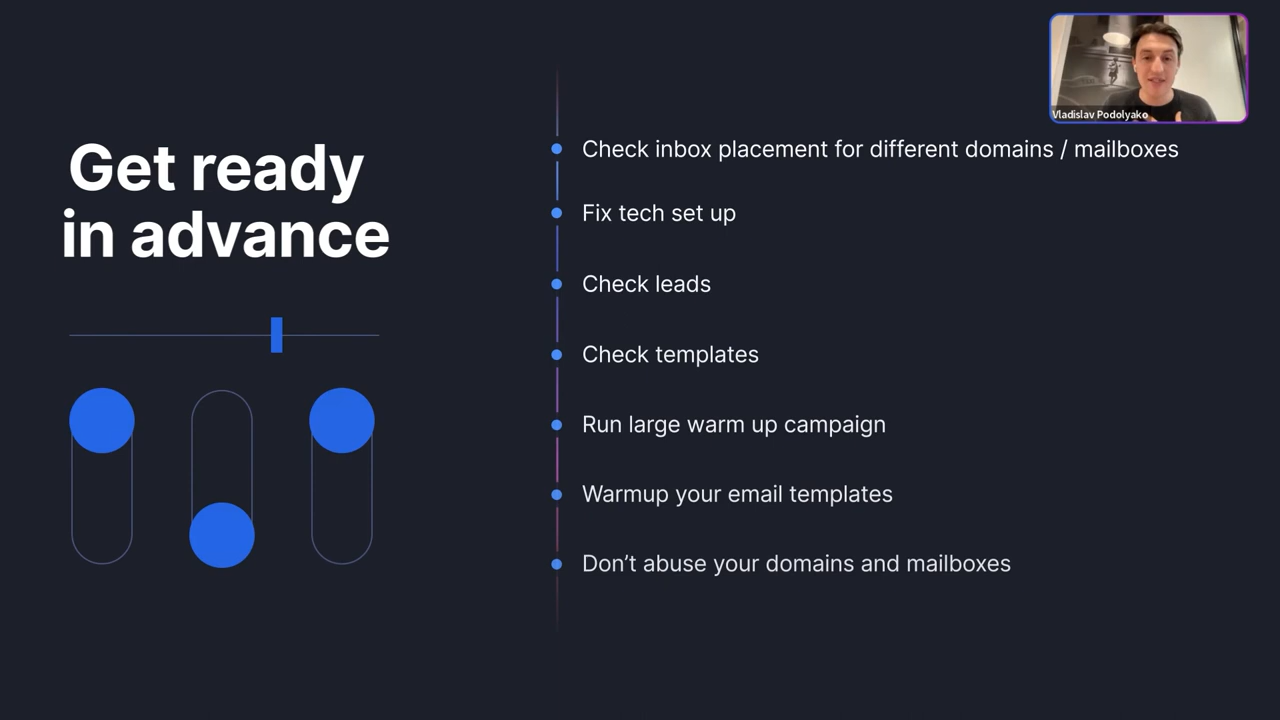 Vladislav Podolyako
Get ready
in advance
Check inbox placement for different domains / mailboxes
Fix tech set up
Check leads
Check templates
Run large warm up campaign
Warmup your email templates
Don’t abuse your domains and mailboxes